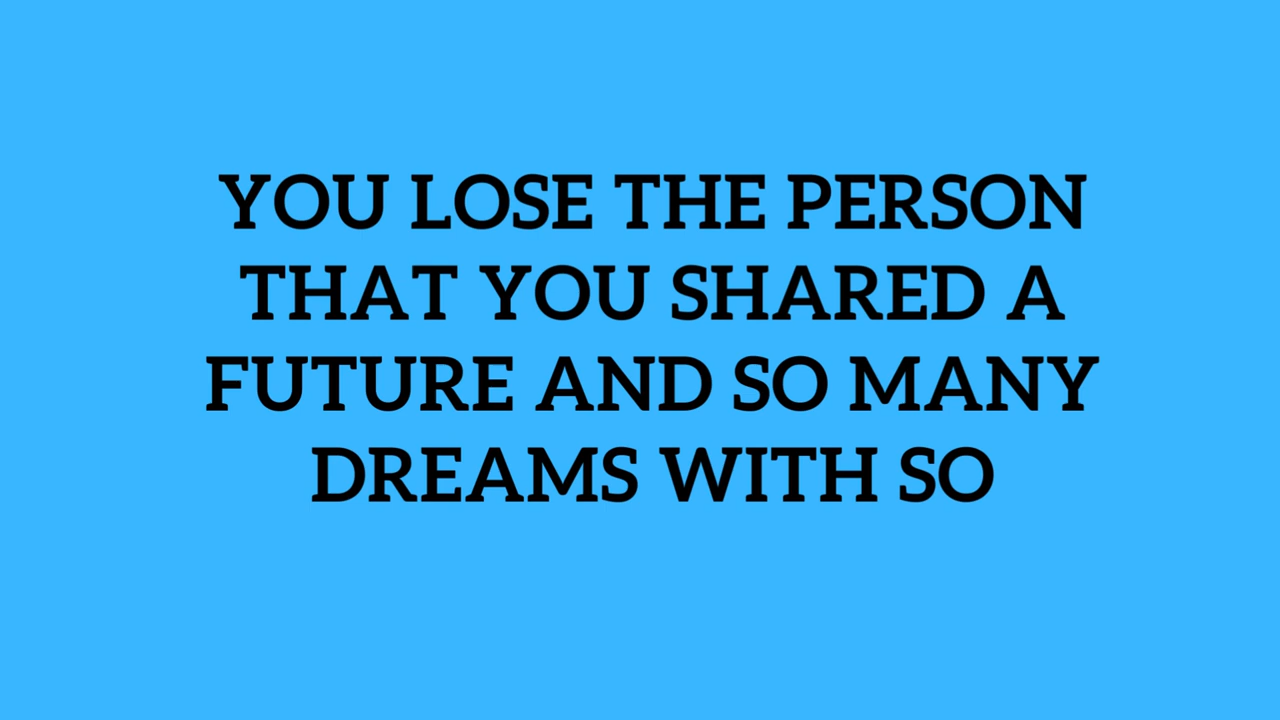 YOU LOSE THE PERSON
THAT YOU SHARED A
FUTURE AND SO MANY
DREAMS WITH SO